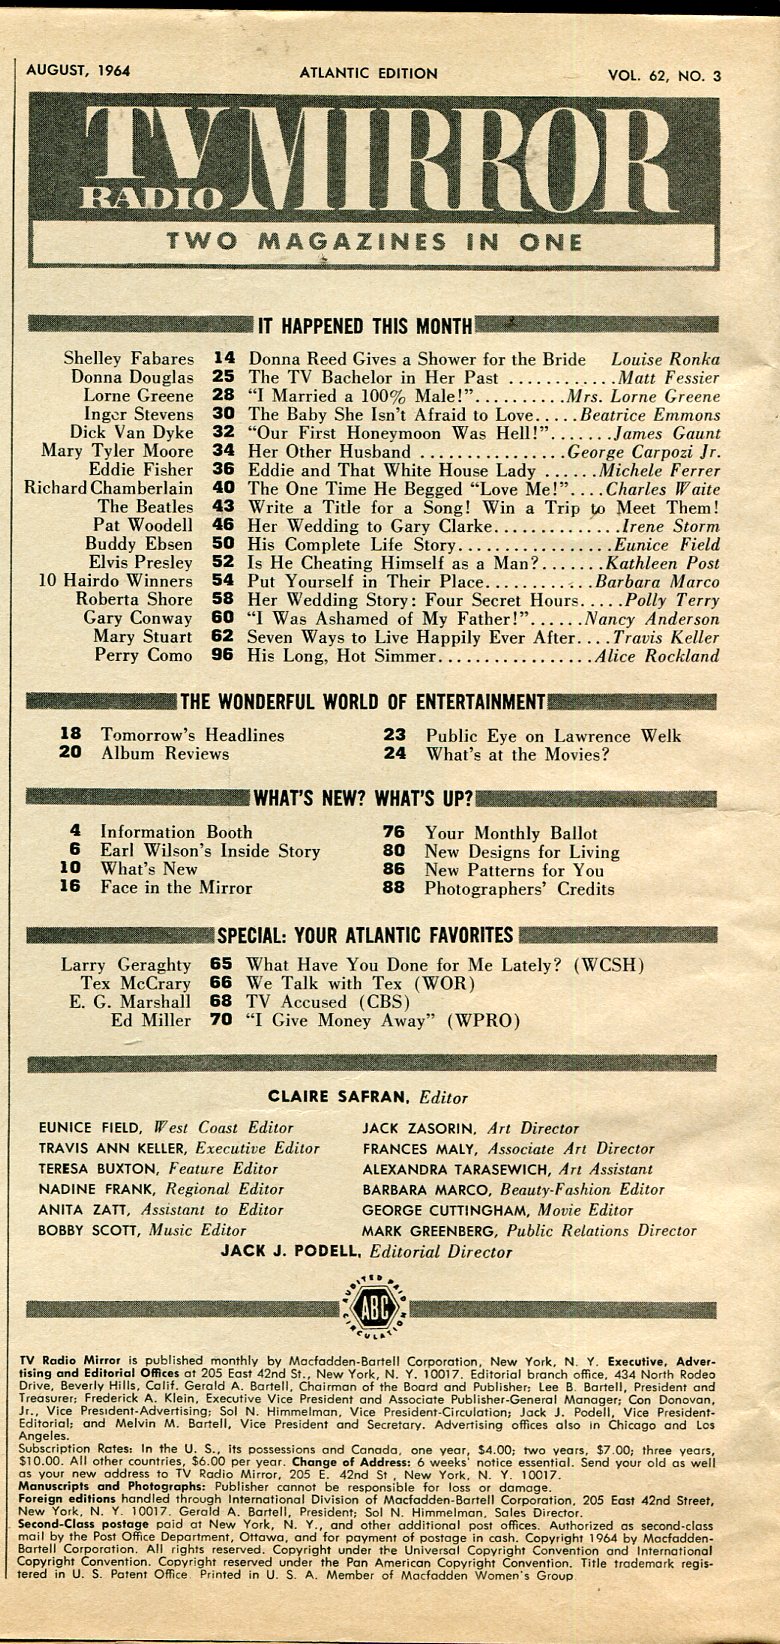 AUGUST, 1964 ATLANTIC EDITION VOL. 62, NO. 3
TV RADIO MIRROR
TWO MAGAZINES IN ONE
IT HAPPENED THIS MONTH
Shelley Fabares 14 Donna Reed Gives a Shower for the Bride Louise Ronka
Donna Douglas 25 The TV Bachelor in Her Past ............Matt Fessier
Lorne Greene 28 “I Married a 100% Male!”..........Mrs. Lorne Greene
Inger Stevens 30 The Baby She Isn't Afraid to Love.....Beatrice Emmons
Dick Van Dyke 32 “Our First Honeymoon Was Hell!”.......James Gaunt
Mary Tyler Moore 34 Her Other Husband ................George Carpozi Jr.
Eddie Fisher 36 Eddie and That White House Lady ......Michele Ferrer
Richard Chamberlain 40 The One Time He Begged “Love Me!”....Charles Waite
The Beatles 43 Write a Title for a Song! Win a Trip to Meet Them!
Pat Woodell 46 Her Wedding to Gary Clarke..............Irene Storm
Buddy Ebsen 50 His Complete Life Story.................Eunice Field
Elvis Presley 52 Is He Cheating Himself as a Man?.......Kathleen Post
10 Hairdo Winners 54 Put Yourself in Their Place............Barbara Marco
Roberta Shore 58 Her Wedding Story: Four Secret Hours.....Polly Terry
Gary Conway 60 “I Was Ashamed of My Father!”......Nancy Anderson
Mary Stuart 62 Seven Ways to Live Happily Ever After....Travis Keller
Perry Como 96 His Long, Hot Simmer.................Alice Rockland
THE WONDERFUL WORLD OF ENTERTAINMENT
18 Tomorrow's Headlines 23 Public Eye on Lawrence Welk
20 Album Reviews 24 What's at the Movies?
WHAT'S NEW? WHAT'S UP?
4 Information Booth 76 Your Monthly Ballot
6 Earl Wilson's Inside Story 80 New Designs for Living
10 What's New 86 New Patterns for You
16 Face in the Mirror 88 Photographers' Credits
SPECIAL: YOUR ATLANTIC FAVORITES
Larry Geraghty 65 What Have You Done for Me Lately? (WCSH)
Tex McCrary 66 We Talk with Tex (WOR)
E. G. Marshall 68 TV Accused (CBS)
Ed Miller 70 “I Give Money Away” (WPRO)
CLAIRE SAFRAN, Editor
EUNICE FIELD, West Coast Editor JACK ZASORIN, Art Director
TRAVIS ANN KELLER, Executive Editor FRANCES MALY, Associate Art Director
TERESA BUXTON, Feature Editor ALEXANDRA TARASEWICH, Art Assistant
NADINE FRANK, Regional Editor BARBARA MARCO, Beauty-Fashion Editor
ANITA ZATT, Assistant to Editor GEORGE CUTTINGHAM, Movie Editor
BOBBY SCOTT, Music Editor MARK GREENBERG, Public Relations Director
JACK J. PODELL, Editorial Director
AUDITED PAID
ABC
CIRCULATION
TV Radio Mirror is published monthly by Macfadden-Bartell Corporation, New York, N. Y. Executive, Adver-
tising and Editorial Offices at 205 East 42nd St., New York, N. Y. 10017. Editorial branch office, 434 North Rodeo
Drive, Beverly Hills, Calif. Gerald A. Bartell, Chairman of the Board and Publisher; Lee B. Bartell, President and
Treasurer; Frederick A. Klein, Executive Vice President and Associate Publisher-General Manager; Con Donovan,
Jr., Vice President-Advertising; Sol N. Himmelman, Vice President-Circulation; Jack J. Podell, Vice President-
Editorial; and Melvin M. Bartell, Vice President and Secretary. Advertising offices also in Chicago and Los
Angeles.
Subscription Rates: In the U. S., its possessions and Canada, one year, $4.00; two years, $7.00; three years,
$10.00. All other countries, $6.00 per year. Change of Address: 6 weeks' notice essential. Send your old as well
as your new address to TV Radio Mirror, 205 E. 42nd St., New York, N. Y. 10017.
Manuscripts and Photographs: Publisher cannot be responsible for loss or damage.
Foreign editions handled through International Division of Macfadden-Bartell Corporation, 205 East 42nd Street,
New York, N. Y. 10017. Gerald A. Bartell, President; Sol N. Himmelman, Sales Director.
Second-Class postage paid at New York, N. Y., and other additional post offices. Authorized as second-class
mail by the Post Office Department, Ottawa, and for payment of postage in cash. Copyright 1964 by Macfadden-
Bartell Corporation. All rights reserved. Copyright under the Universal Copyright Convention and International
Copyright Convention. Copyright reserved under the Pan American Copyright Convention. Title trademark regis-
tered in U. S. Patent Office. Printed in U. S. A. Member of Macfadden Women's Group.